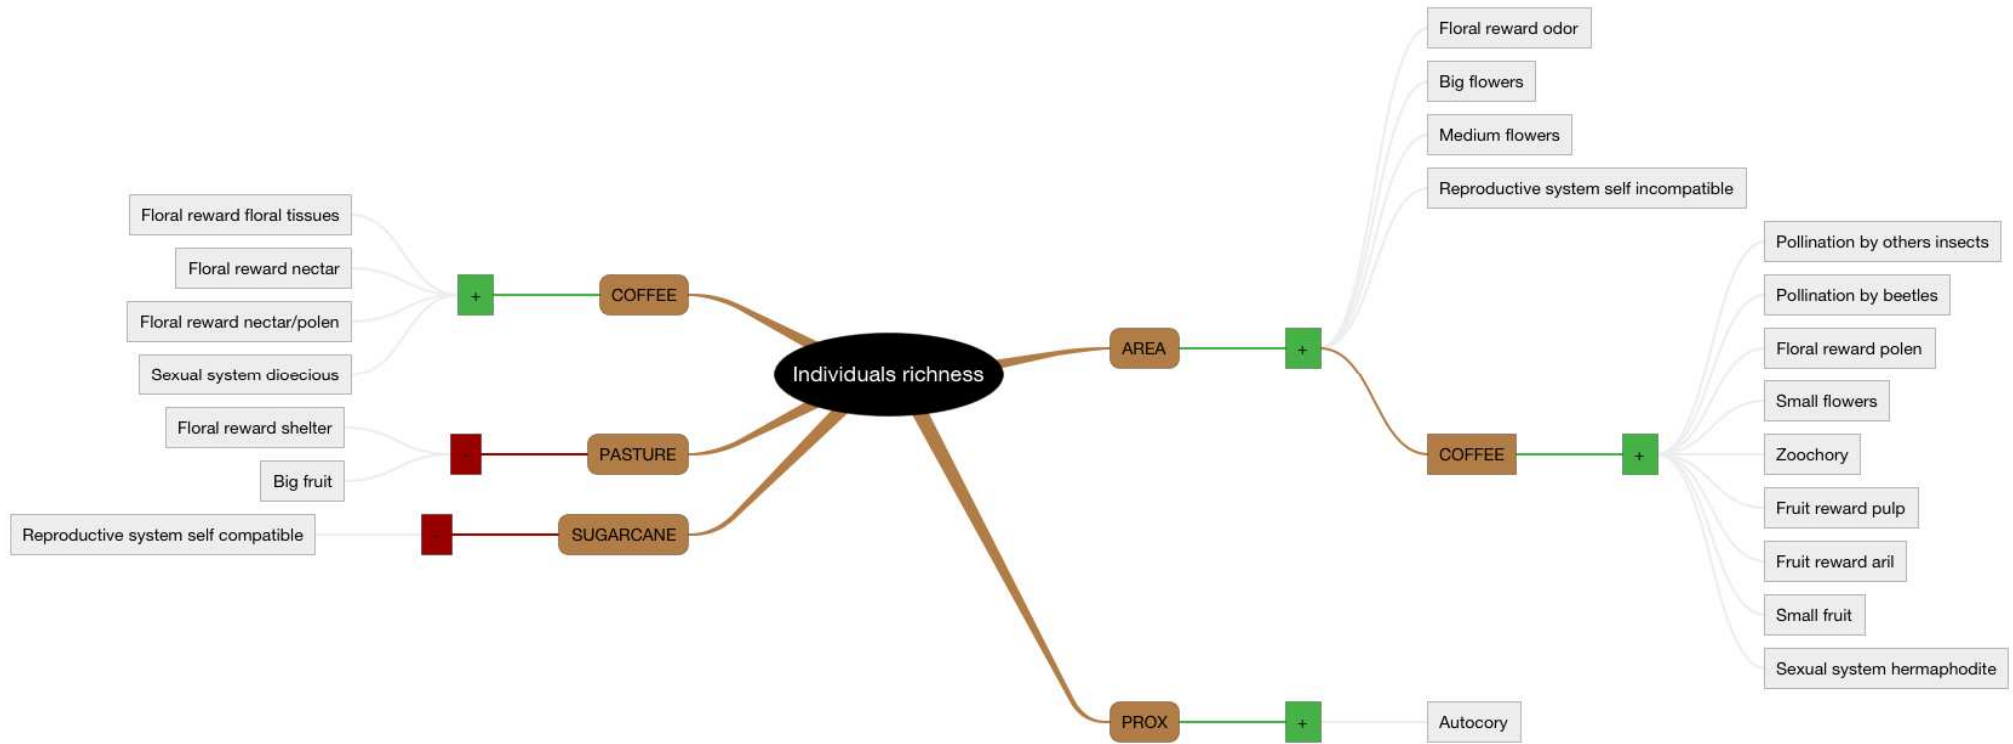 Floral reward odor
Big flowers
Medium flowers
Reproductive system self incompatible
Floral reward floral tissues
Floral reward nectar
Floral reward nectar/polen
Sexual system dioecious
+
COFFEE
Floral reward shelter
Big fruit
-
PASTURE
Reproductive system self compatible
-
SUGARCANE
Individuals richness
AREA
+
COFFEE
+
Pollination by others insects
Pollination by beetles
Floral reward polen
Small flowers
Zoochory
Fruit reward pulp
Fruit reward aril
Small fruit
Sexual system hermaphodite
PROX
+
Autocory